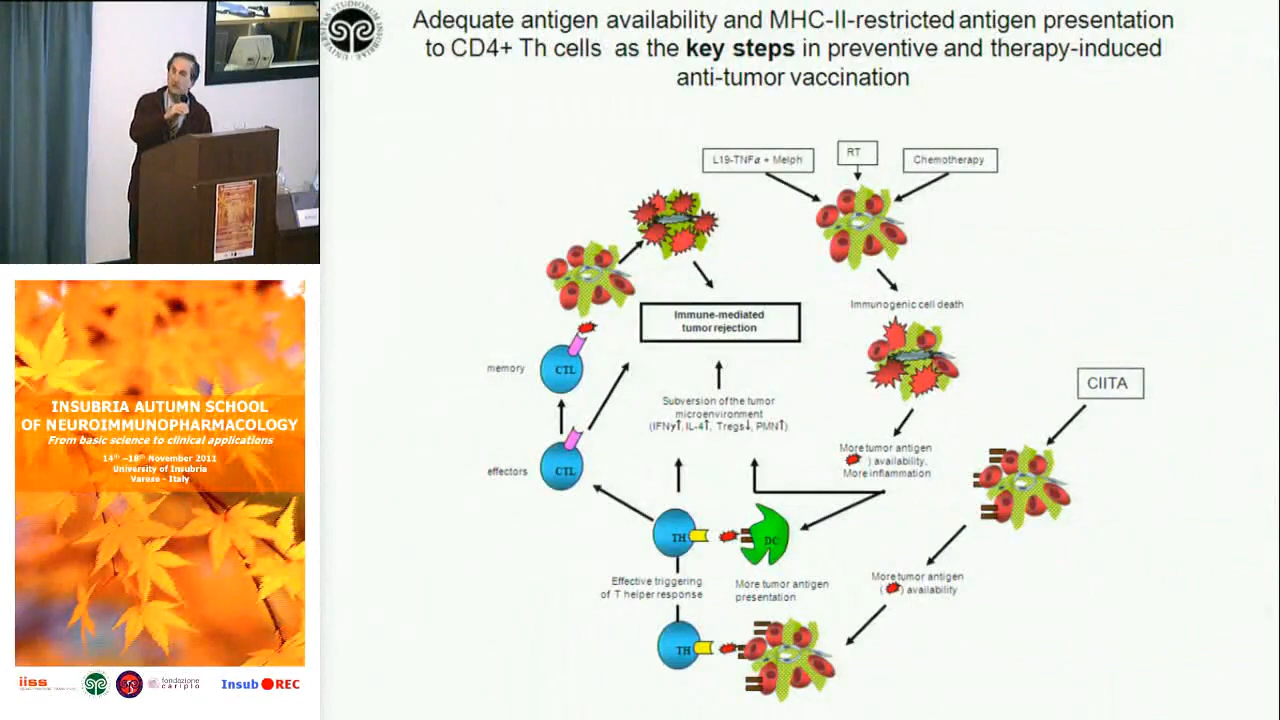 Adequate antigen availability and MHC-II-restricted antigen presentation
to CD4+ Th cells as the key steps in preventive and therapy-induced
anti-tumor vaccination
L19-TNFα + Melph
RT
Chemotherapy
Immunogenic cell death
Immune-mediated
tumor rejection
memory
CTL
CIITA
Subversion of the tumor
microenvironment
(IFNγ↑, IL-4↑, Tregs↓, PMN↑)
More tumor antigen
) availability,
More inflammation
effectors
CTL
TH
DC
Effective triggering
of T helper response
More tumor antigen
presentation
More tumor antigen
( ) availability
TH
INSUBRIA AUTUMN SCHOOL
OF NEUROIMMUNOPHARMACOLOGY
From basic science to clinical applications
14th –18th November 2011
University of Insubria
Varese - Italy
iiss
fondazione
cariplo
Insub REC